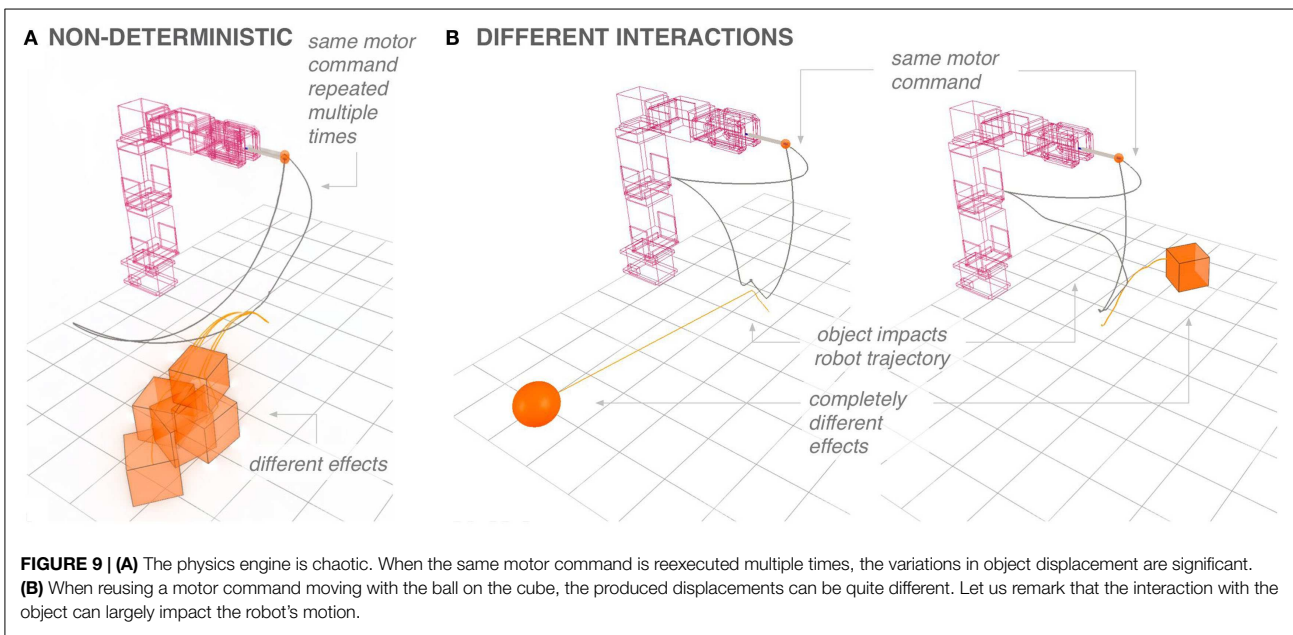 A NON-DETERMINISTIC
same motor
command
repeated
multiple
times
different effects
B DIFFERENT INTERACTIONS
same motor
command
object impacts
robot trajectory
completely
different
effects
FIGURE 9 | (A) The physics engine is chaotic. When the same motor command is reexecuted multiple times, the variations in object displacement are significant.
(B) When reusing a motor command moving with the ball on the cube, the produced displacements can be quite different. Let us remark that the interaction with the
object can largely impact the robot's motion.